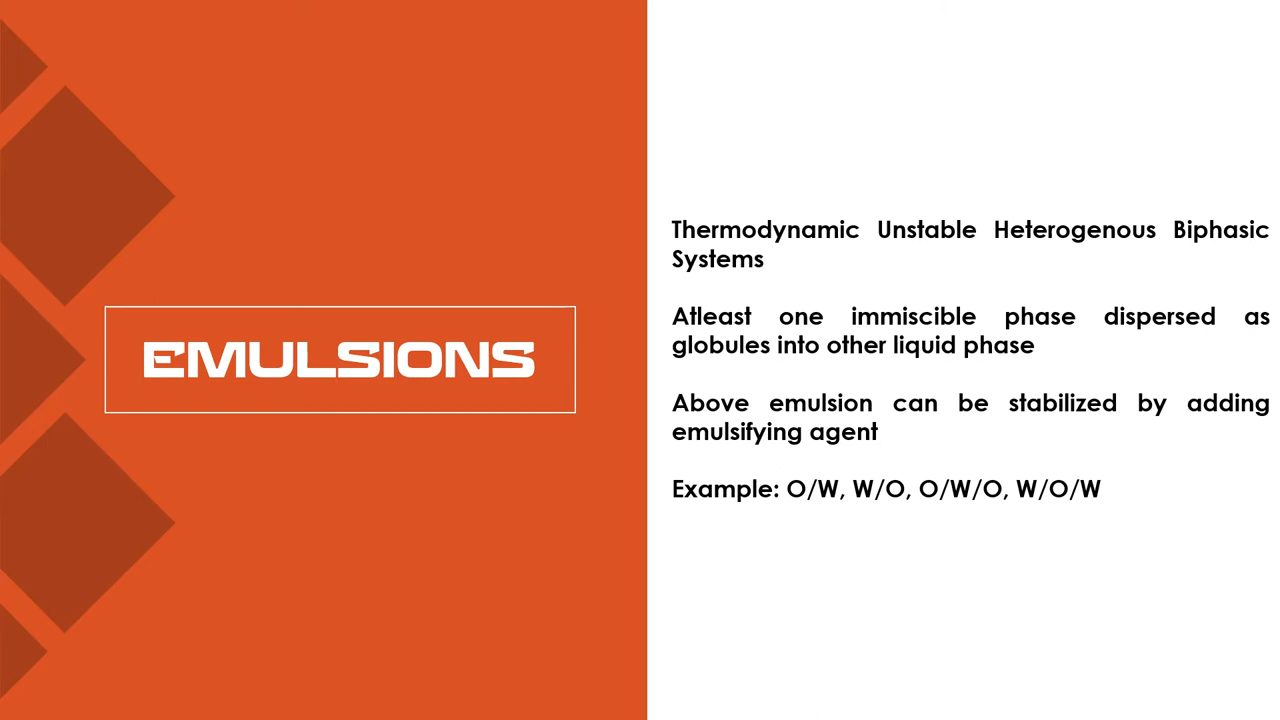 EMULSIONS
Thermodynamic Unstable Heterogenous Biphasic
Systems
Atleast one immiscible phase dispersed as
globules into other liquid phase
Above emulsion can be stabilized by adding
emulsifying agent
Example: O/W, W/O, O/W/O, W/O/W